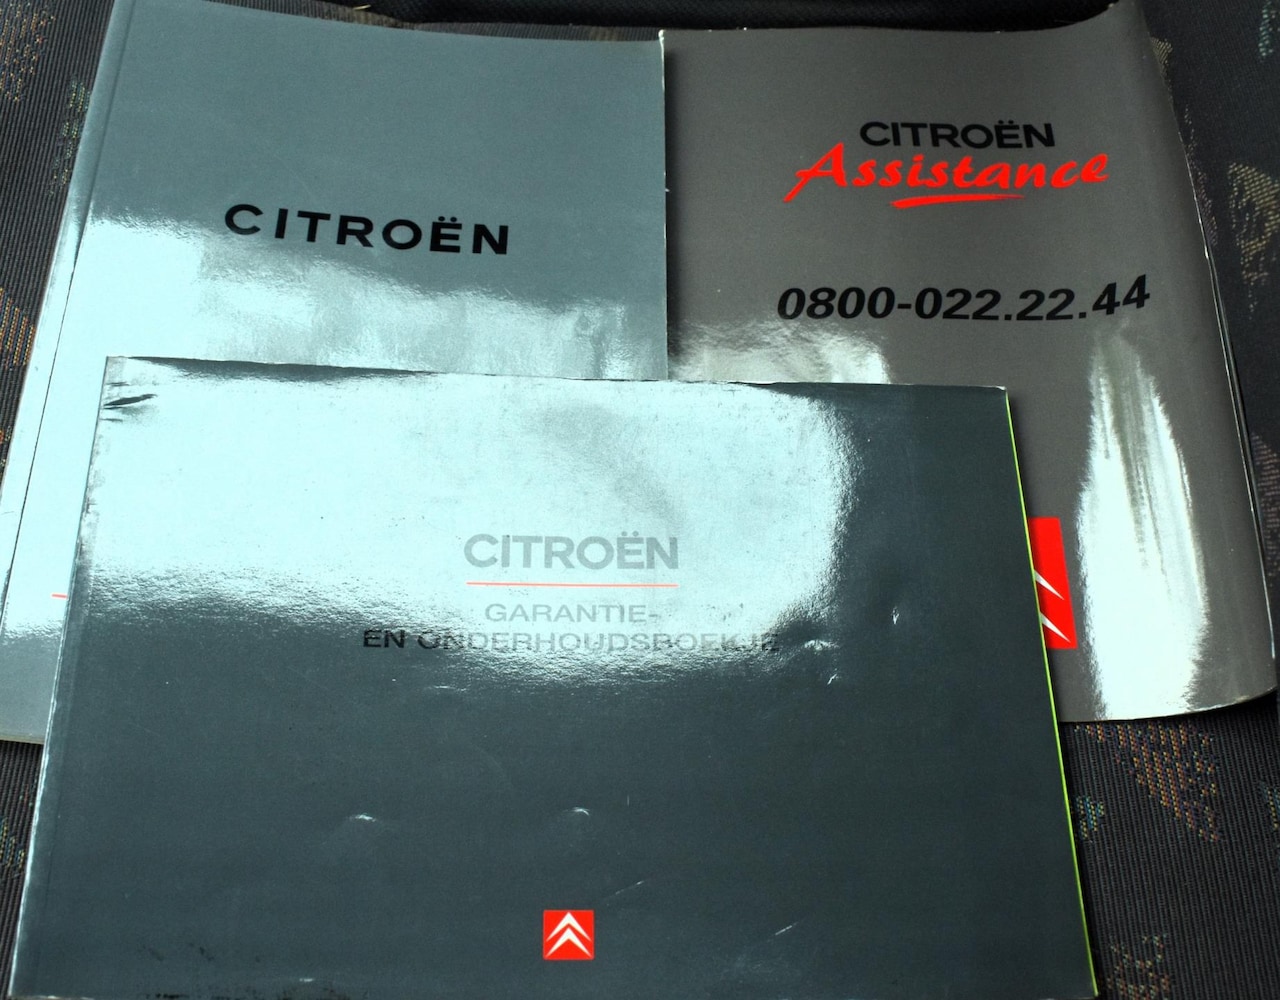 CITROËN
CITROËN
Assistance
0800-022.22.44
CITROËN
GARANTIE-
EN ONDERHOUDSBOEKJE